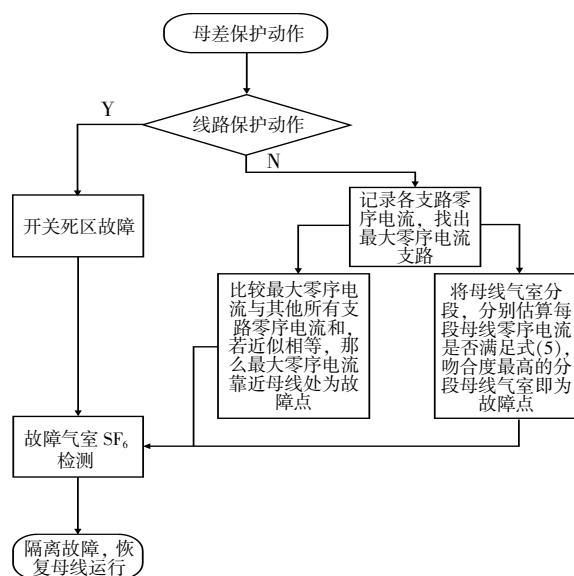 母差保护动作
Y
线路保护动作
N
开关死区故障
记录各支路零
序电流，找出
最大零序电流
支路
比较最大零序电
流与其他所有支
路零序电流和，
若近似相等，那
么最大零序电流
靠近母线处为故
障点
将母线气室分
段，分别估算每
段母线零序电流
是否满足式(5)，
吻合度最高的分
段母线气室即为
故障点
故障气室 SF₆
检测
隔离故障，恢
复母线运行